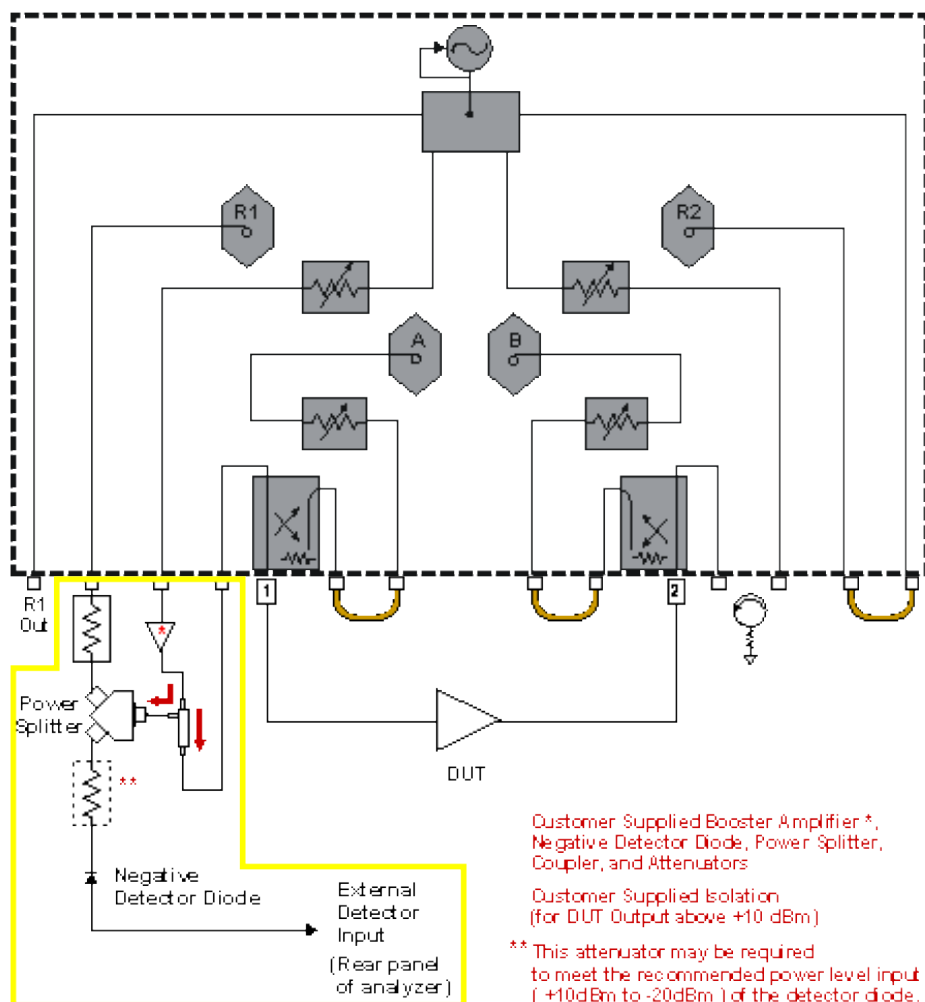 R1
R2
A
B
R1
Out
1
2
*
Power
Splitter
**
DUT
Negative
Detector Diode
External
Detector
Input
(Rear panel
of analyzer)
Customer Supplied Booster Amplifier *,
Negative Detector Diode, Power Splitter,
Coupler, and Attenuators
Customer Supplied Isolation
(for DUT Output above +10 dBm)
** This attenuator may be required
to meet the recommended power level input
( +10dBm to -20dBm ) of the detector diode.